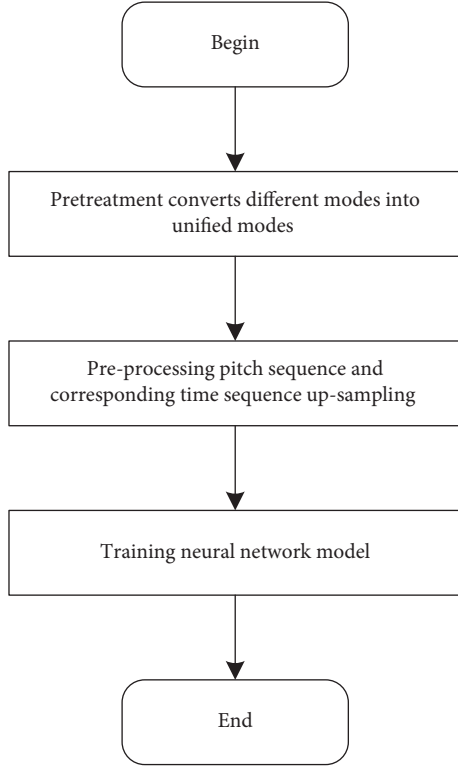 Begin
Pretreatment converts different modes into
unified modes
Pre-processing pitch sequence and
corresponding time sequence up-sampling
Training neural network model
End